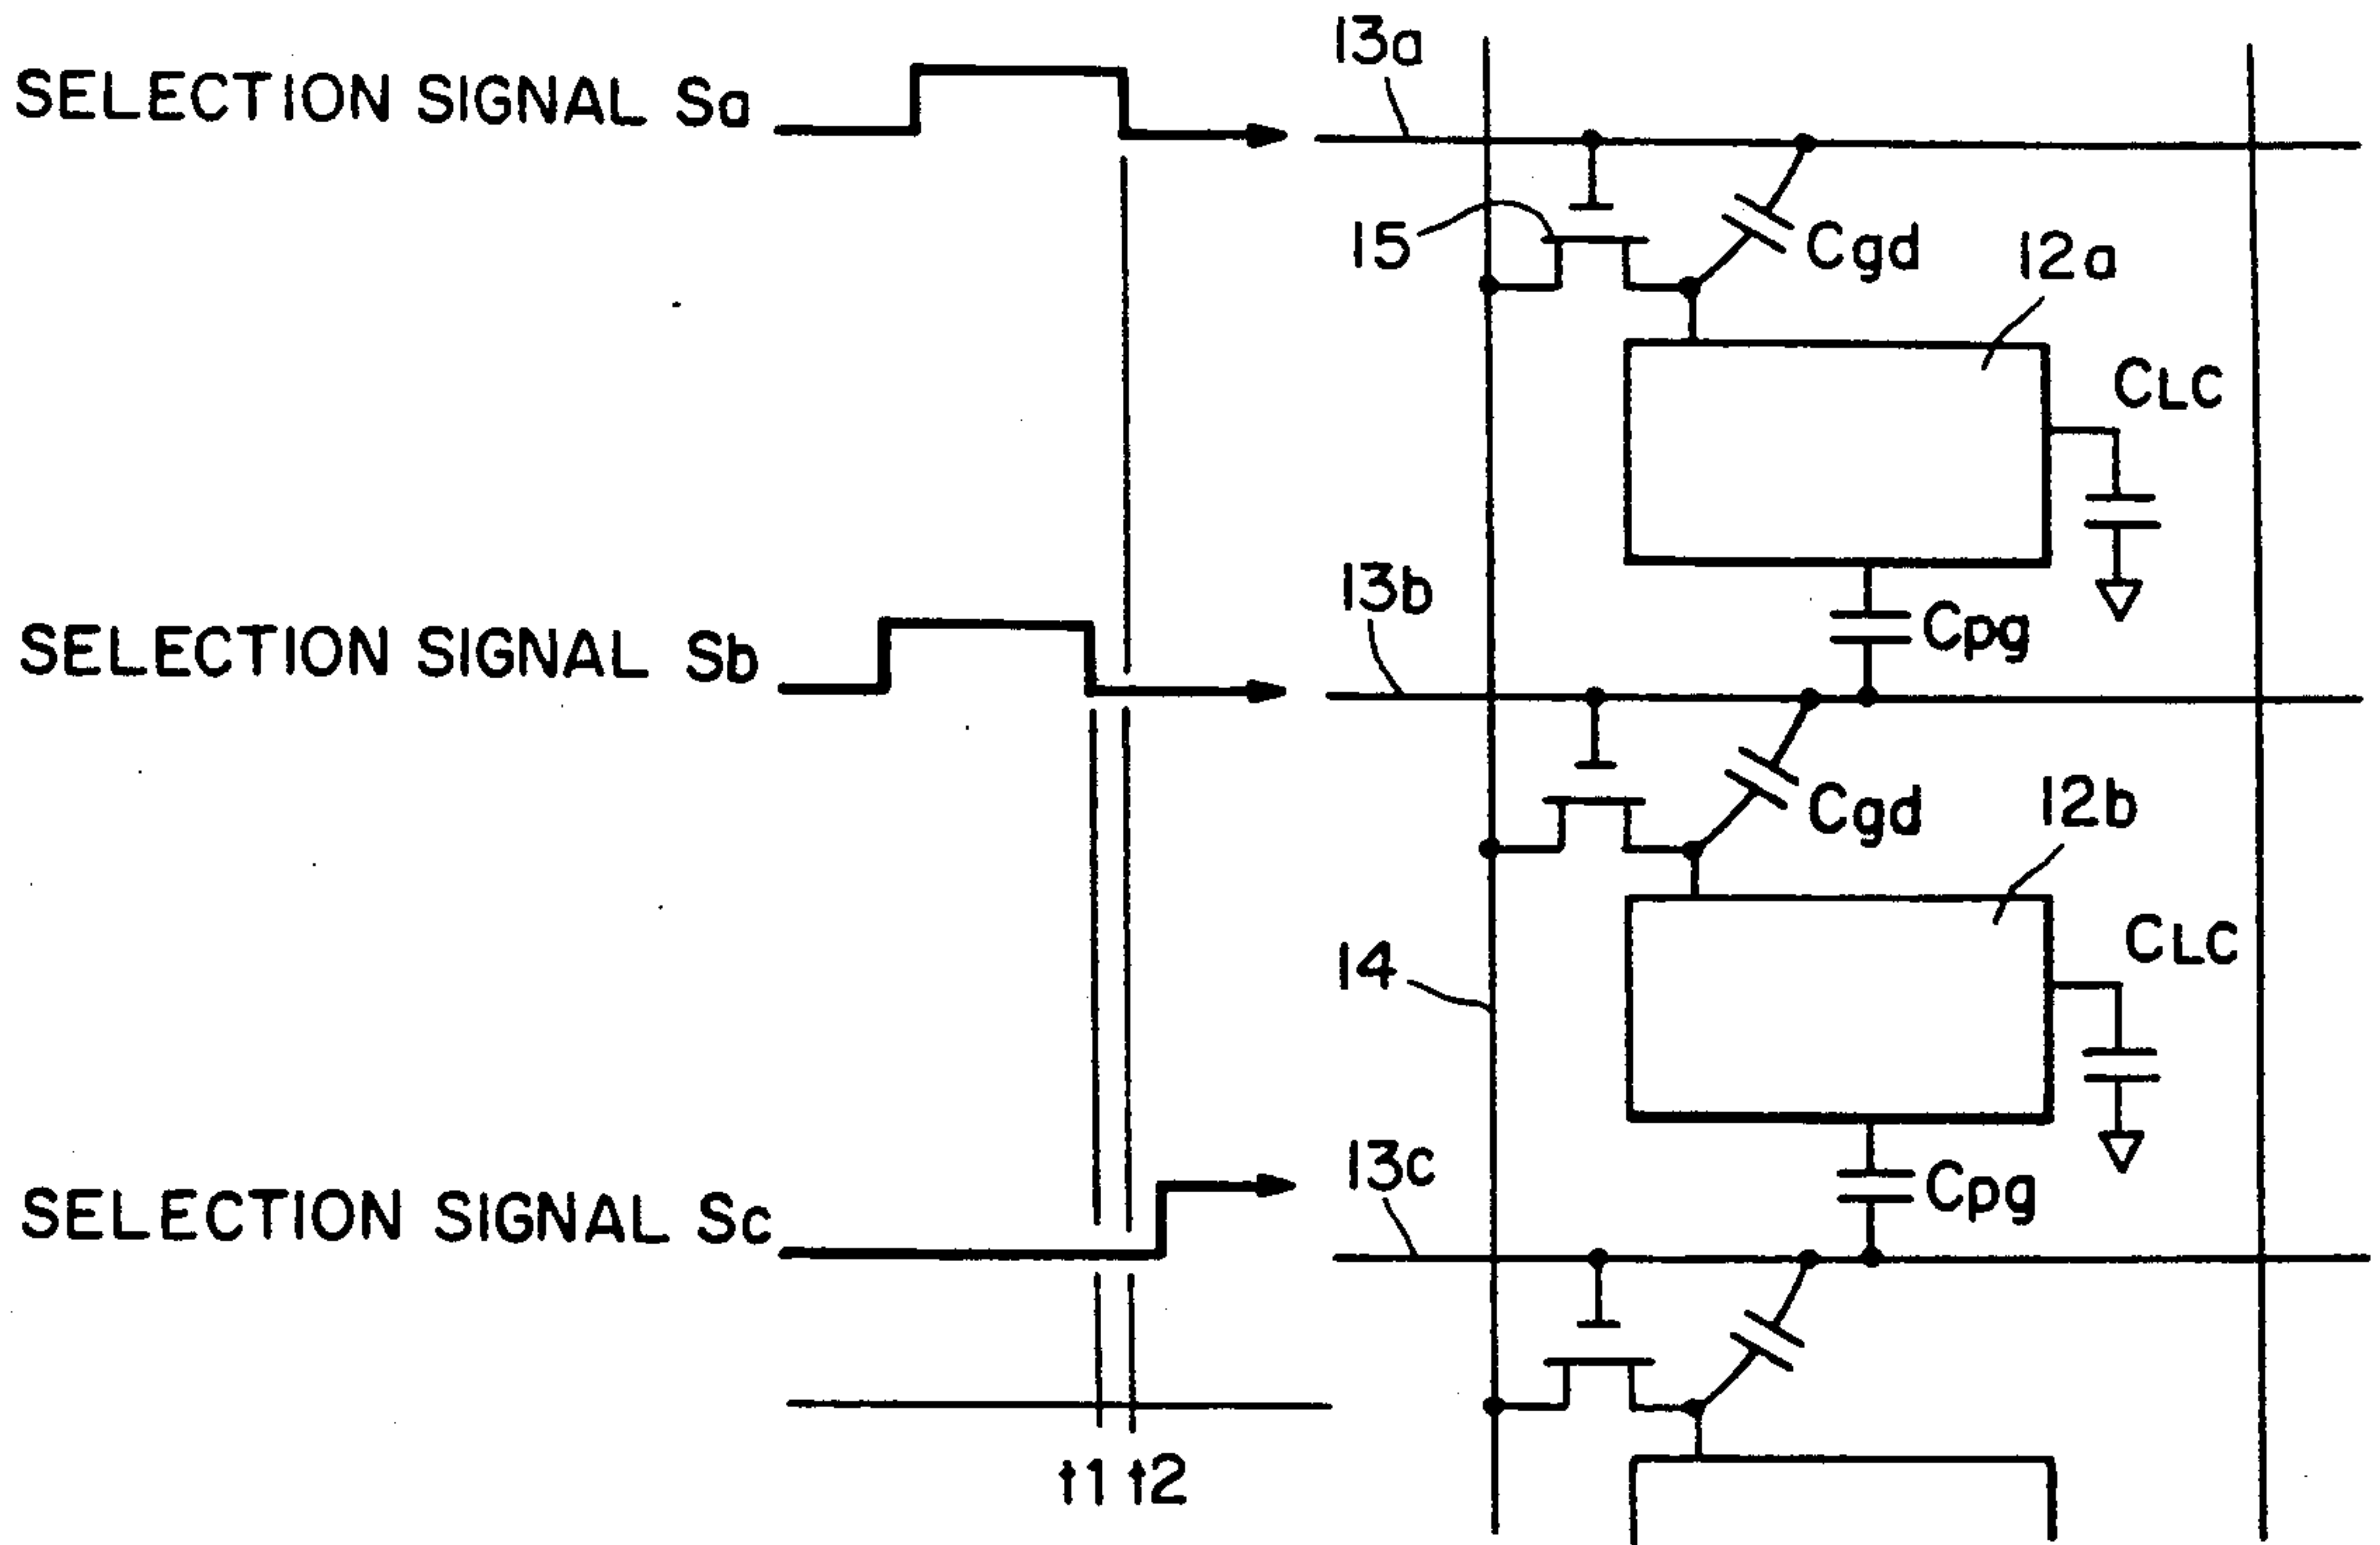 SELECTION SIGNAL Sa
13a
15
Cgd
12a
CLC
13b
Cpg
SELECTION SIGNAL Sb
Cgd
12b
CLC
14
13c
Cpg
SELECTION SIGNAL Sc
t1 t2